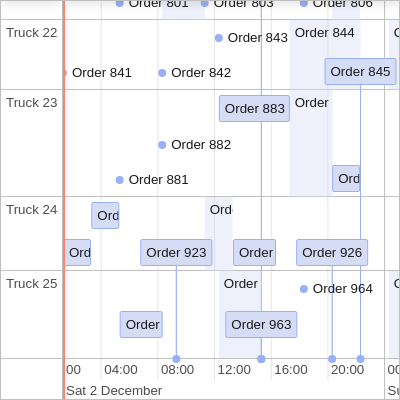 Order 801 Order 803 Order 806
Truck 22
Order 843 Order 844
Order 841 Order 842 Order 845
Truck 23
Order 883 Order
Order 882
Order 881 Ord
Truck 24
Ord Ord
Ord Order 923 Order Order 926
Truck 25
Order
Order 964
Order Order 963
00 04:00 08:00 12:00 16:00 20:00 00
Sat 2 December